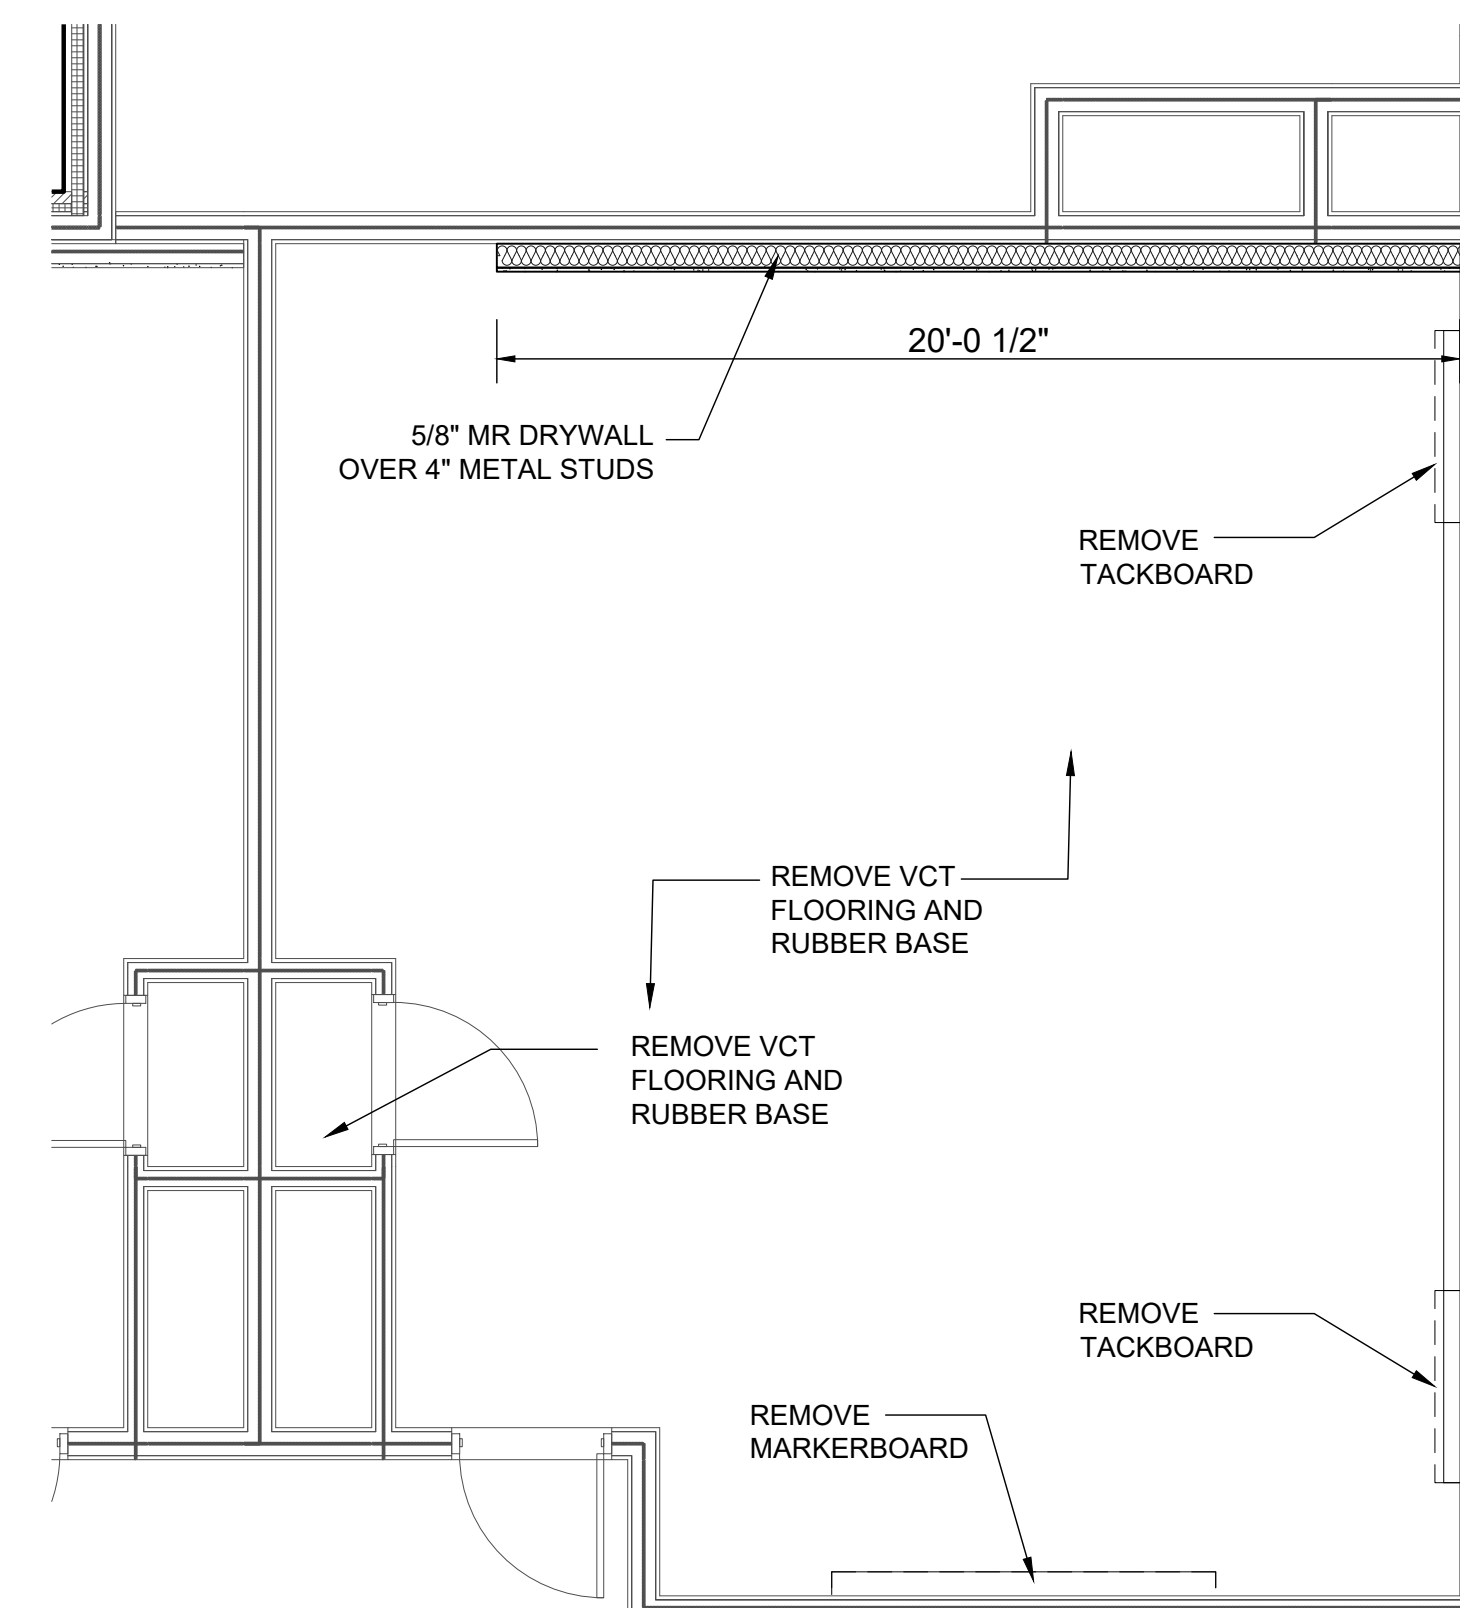 20'-0 1/2"
5/8" MR DRYWALL
OVER 4" METAL STUDS
REMOVE
TACKBOARD
REMOVE VCT
FLOORING AND
RUBBER BASE
REMOVE VCT
FLOORING AND
RUBBER BASE
REMOVE
TACKBOARD
REMOVE
MARKERBOARD